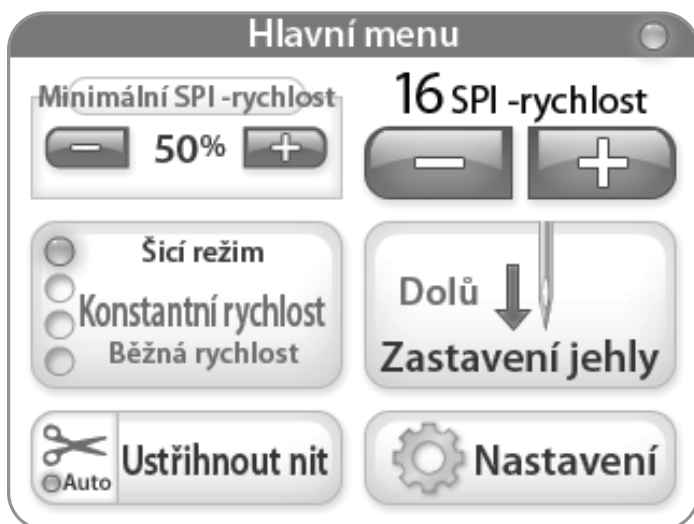 Hlavní menu
Minimální SPI -rychlost
50%
16 SPI -rychlost
Šicí režim
Konstantní rychlost
Běžná rychlost
Dolů
Zastavení jehly
Auto
Ustřihnout nit
Nastavení